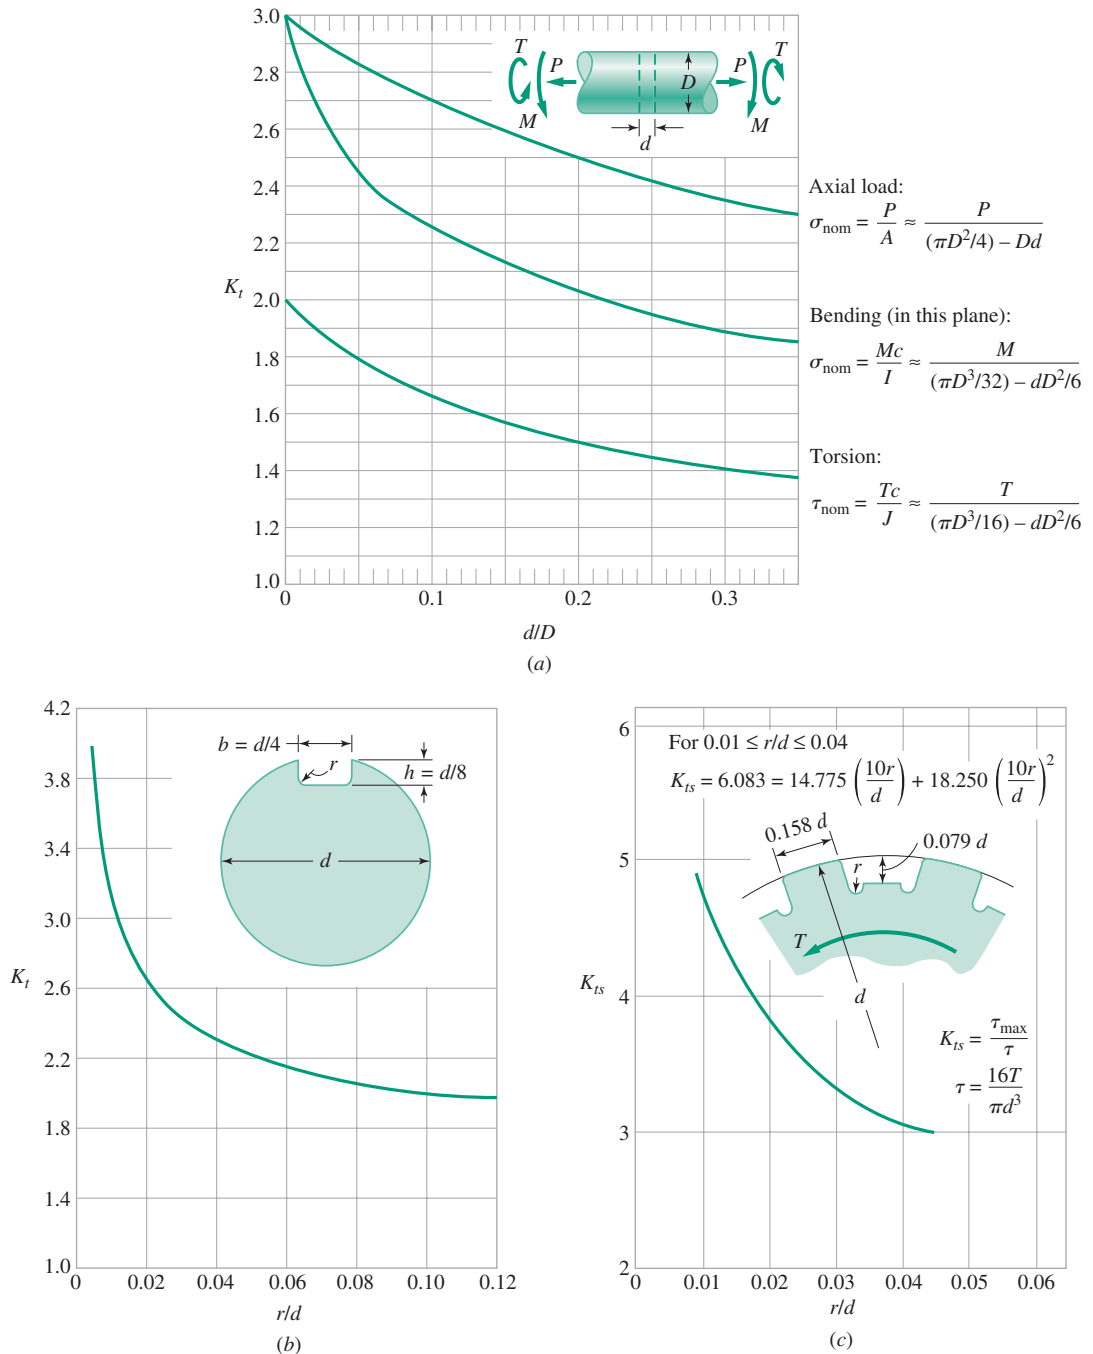 3.0
2.8
2.6
2.4
2.2
K_t 2.0
1.8
1.6
1.4
1.2
1.0
0 0.1 0.2 0.3
d/D
(a)
T P D P T
M d M
Axial load:
σ_nom = P/A ≈ P/((πD²/4) – Dd)
Bending (in this plane):
σ_nom = Mc/I ≈ M/((πD³/32) – dD²/6)
Torsion:
τ_nom = Tc/J ≈ T/((πD³/16) – dD²/6)
4.2
3.8
3.4
3.0
K_t 2.6
2.2
1.8
1.4
1.0
0 0.02 0.04 0.06 0.08 0.10 0.12
r/d
(b)
b = d/4
r
h = d/8
d
6
5
K_ts 4
3
2
0 0.01 0.02 0.03 0.04 0.05 0.06
r/d
(c)
For 0.01 ≤ r/d ≤ 0.04
K_ts = 6.083 = 14.775 (10r/d) + 18.250 (10r/d)²
0.158 d
0.079 d
r
T
d
K_ts = τ_max/τ
τ = 16T/πd³